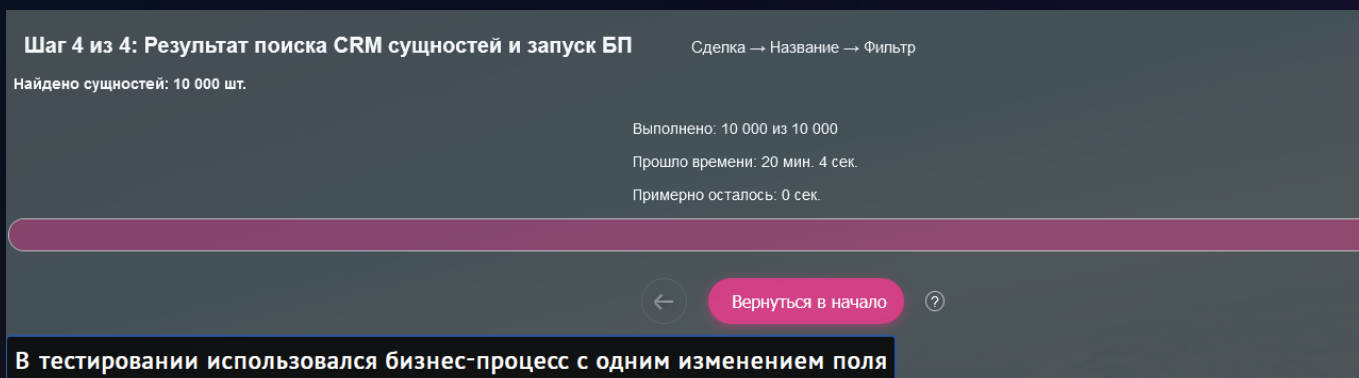 Шаг 4 из 4: Результат поиска CRM сущностей и запуск БП
Сделка → Название → Фильтр
Найдено сущностей: 10 000 шт.
Выполнено: 10 000 из 10 000
Прошло времени: 20 мин. 4 сек.
Примерно осталось: 0 сек.
Вернуться в начало
?
В тестировании использовался бизнес-процесс с одним изменением поля